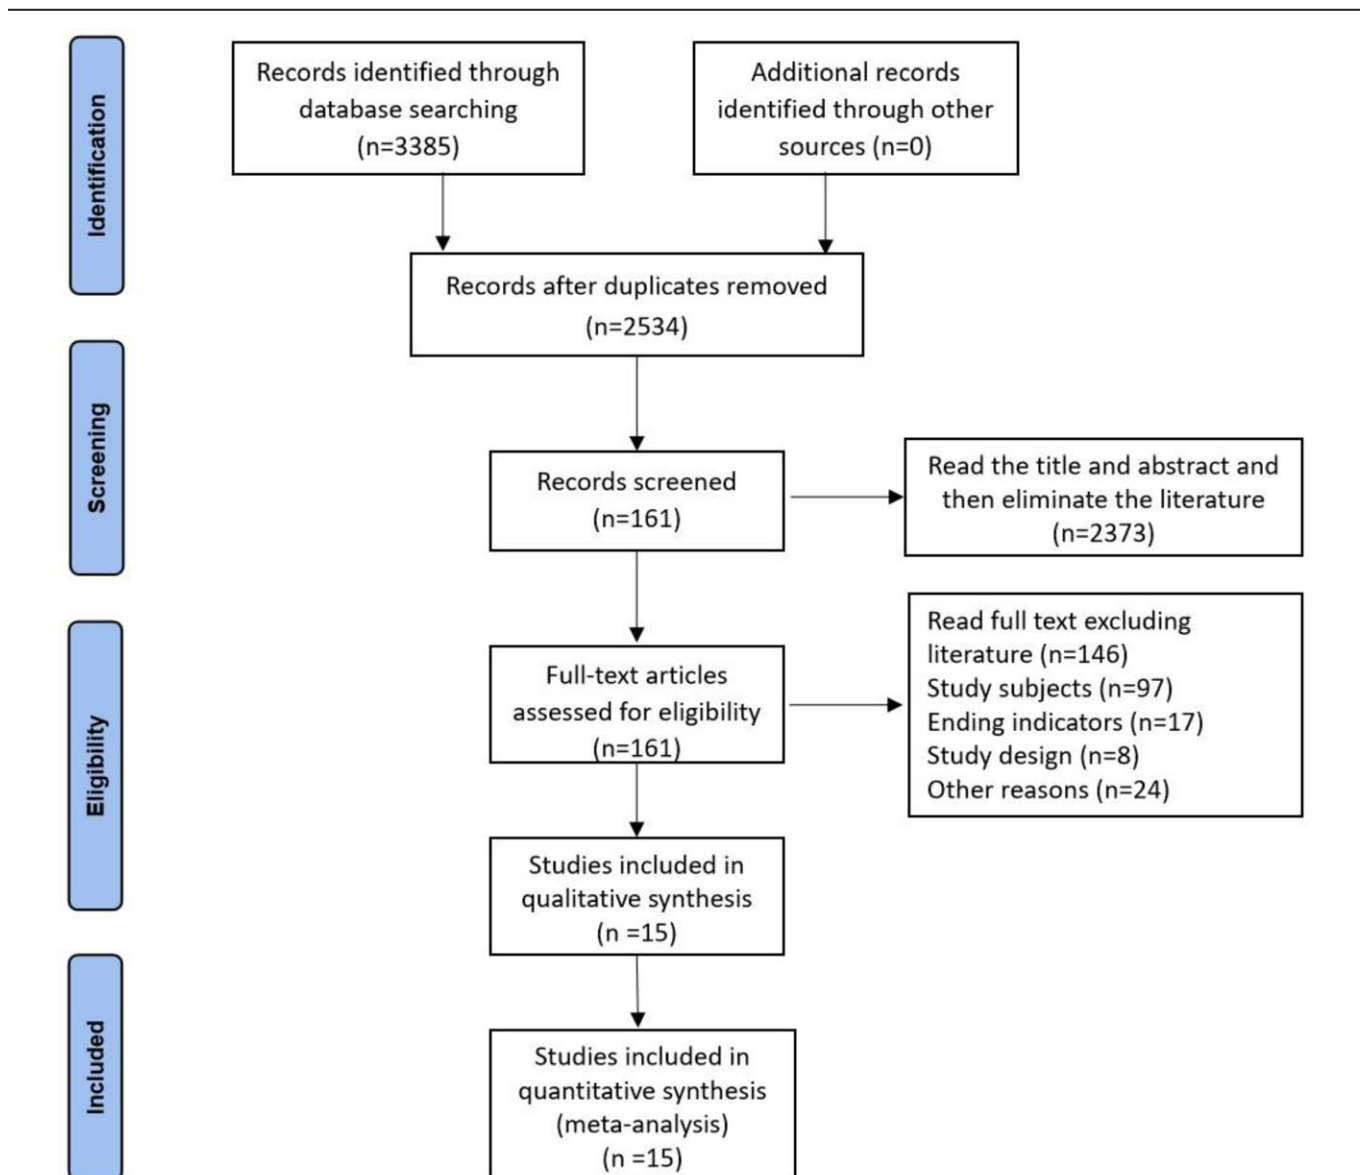 Identification
Records identified through
database searching
(n=3385)
Additional records
identified through other
sources (n=0)
Records after duplicates removed
(n=2534)
Screening
Records screened
(n=161)
Read the title and abstract and
then eliminate the literature
(n=2373)
Eligibility
Full-text articles
assessed for eligibility
(n=161)
Read full text excluding
literature (n=146)
Study subjects (n=97)
Ending indicators (n=17)
Study design (n=8)
Other reasons (n=24)
Studies included in
qualitative synthesis
(n =15)
Included
Studies included in
quantitative synthesis
(meta-analysis)
(n =15)